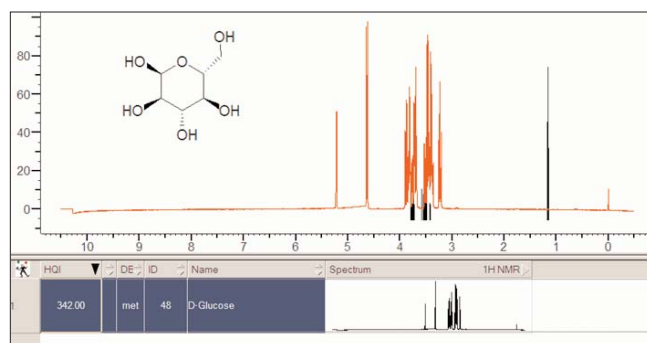 80
60
40
20
0
OH
HO
O
HO
OH
OH
10 9 8 7 6 5 4 3 2 1 0
HQI DE ID Name Spectrum 1H NMR
1 342.00 met 48 D-Glucose